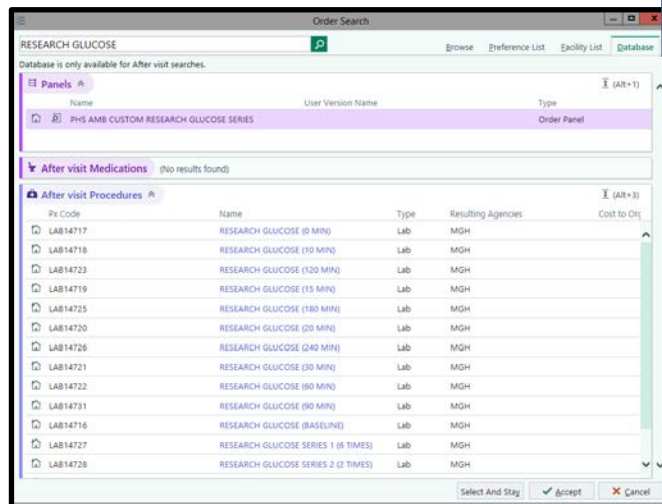 Order Search
RESEARCH GLUCOSE
Browse Preference List Facility List Database
Database is only available for After visit searches.
Panels (Alt+1)
Name User Version Name Type
PHS AMB CUSTOM RESEARCH GLUCOSE SERIES Order Panel
After visit Medications (No results found)
After visit Procedures (Alt+3)
Px Code Name Type Resulting Agencies Cost to Org
LAB14717 RESEARCH GLUCOSE (0 MIN) Lab MGH
LAB14718 RESEARCH GLUCOSE (10 MIN) Lab MGH
LAB14723 RESEARCH GLUCOSE (120 MIN) Lab MGH
LAB14719 RESEARCH GLUCOSE (15 MIN) Lab MGH
LAB14725 RESEARCH GLUCOSE (180 MIN) Lab MGH
LAB14720 RESEARCH GLUCOSE (20 MIN) Lab MGH
LAB14726 RESEARCH GLUCOSE (240 MIN) Lab MGH
LAB14721 RESEARCH GLUCOSE (30 MIN) Lab MGH
LAB14722 RESEARCH GLUCOSE (60 MIN) Lab MGH
LAB14731 RESEARCH GLUCOSE (90 MIN) Lab MGH
LAB14716 RESEARCH GLUCOSE (BASELINE) Lab MGH
LAB14727 RESEARCH GLUCOSE SERIES 1 (6 TIMES) Lab MGH
LAB14728 RESEARCH GLUCOSE SERIES 2 (2 TIMES) Lab MGH
Select And Stay Accept Cancel